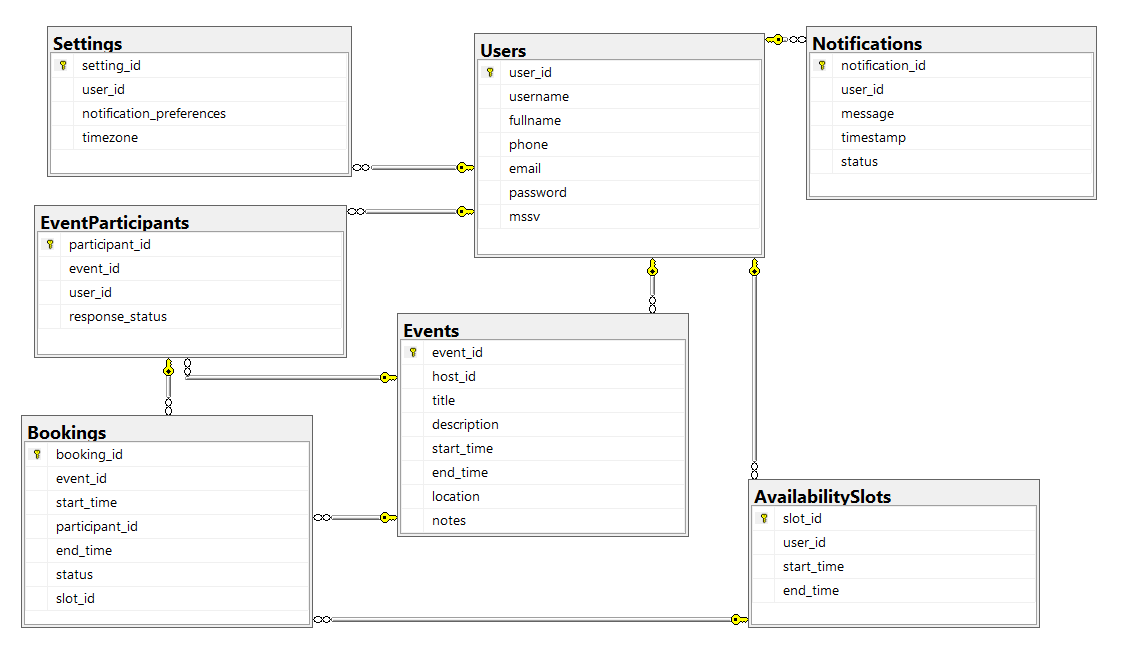 Settings
setting_id
user_id
notification_preferences
timezone
Users
user_id
username
fullname
phone
email
password
mssv
Notifications
notification_id
user_id
message
timestamp
status
EventParticipants
participant_id
event_id
user_id
response_status
Events
event_id
host_id
title
description
start_time
end_time
location
notes
Bookings
booking_id
event_id
start_time
participant_id
end_time
status
slot_id
AvailabilitySlots
slot_id
user_id
start_time
end_time